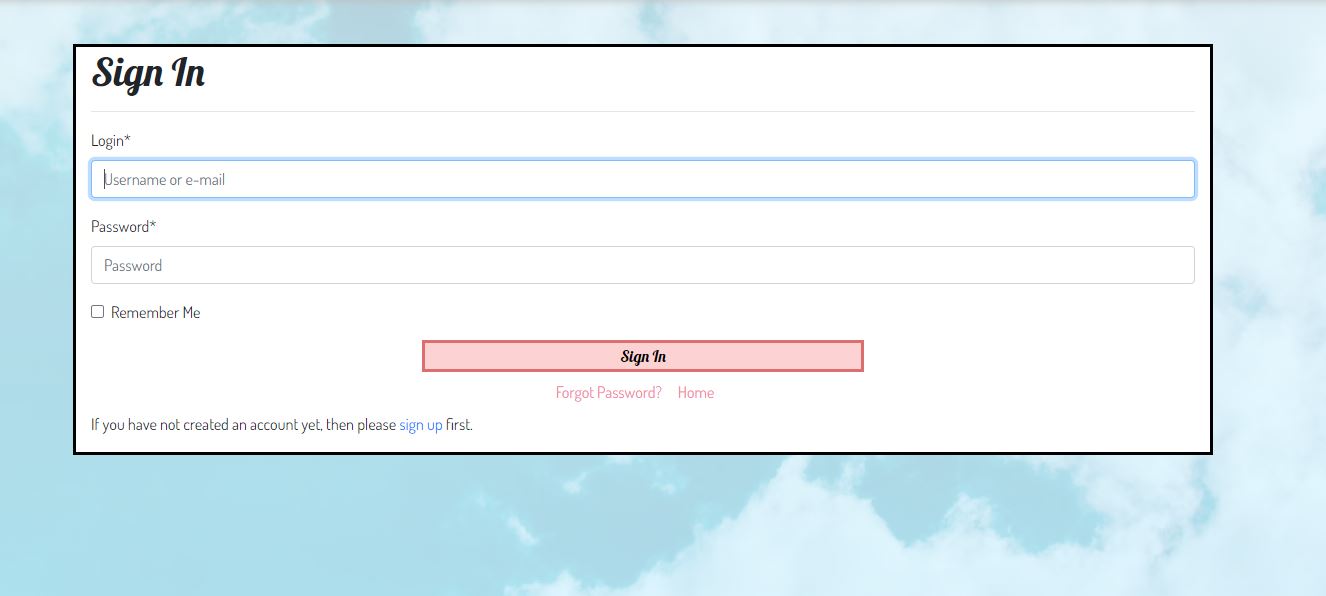 Sign In
Login*
Username or e-mail
Password*
Password
Remember Me
Sign In
Forgot Password? Home
If you have not created an account yet, then please sign up first.